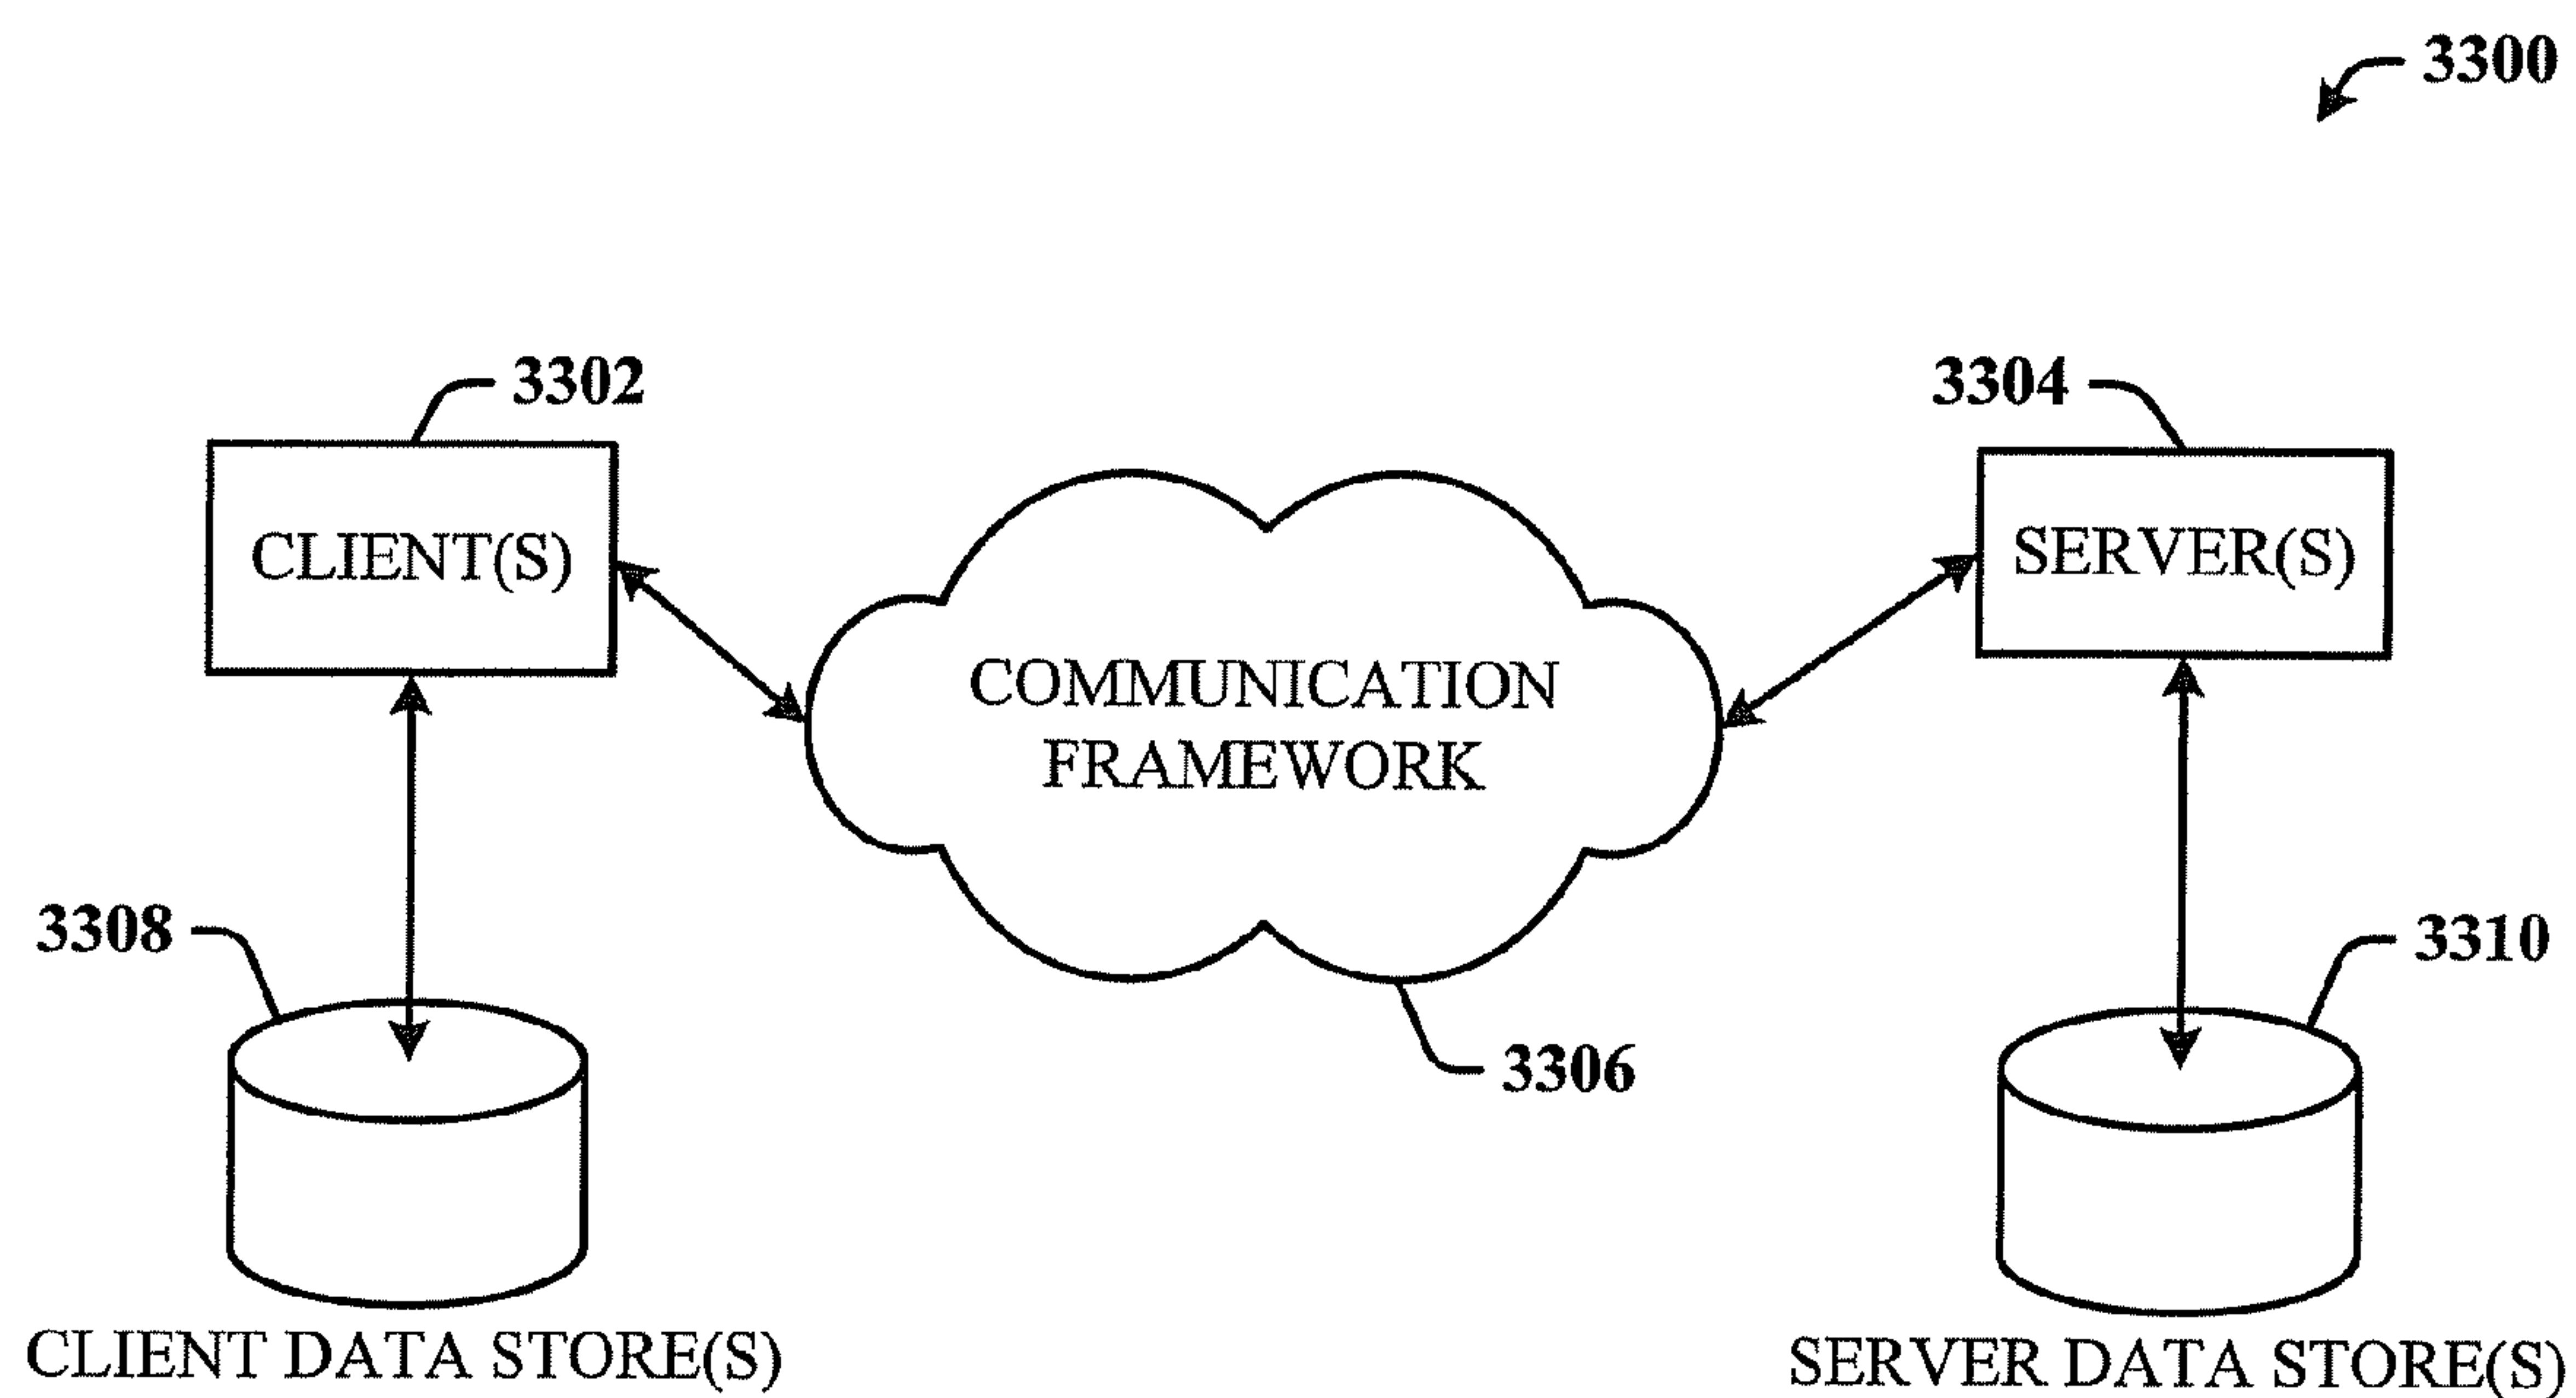 3300
3302
3304
CLIENT(S)
SERVER(S)
COMMUNICATION
FRAMEWORK
3308
3310
3306
CLIENT DATA STORE(S)
SERVER DATA STORE(S)